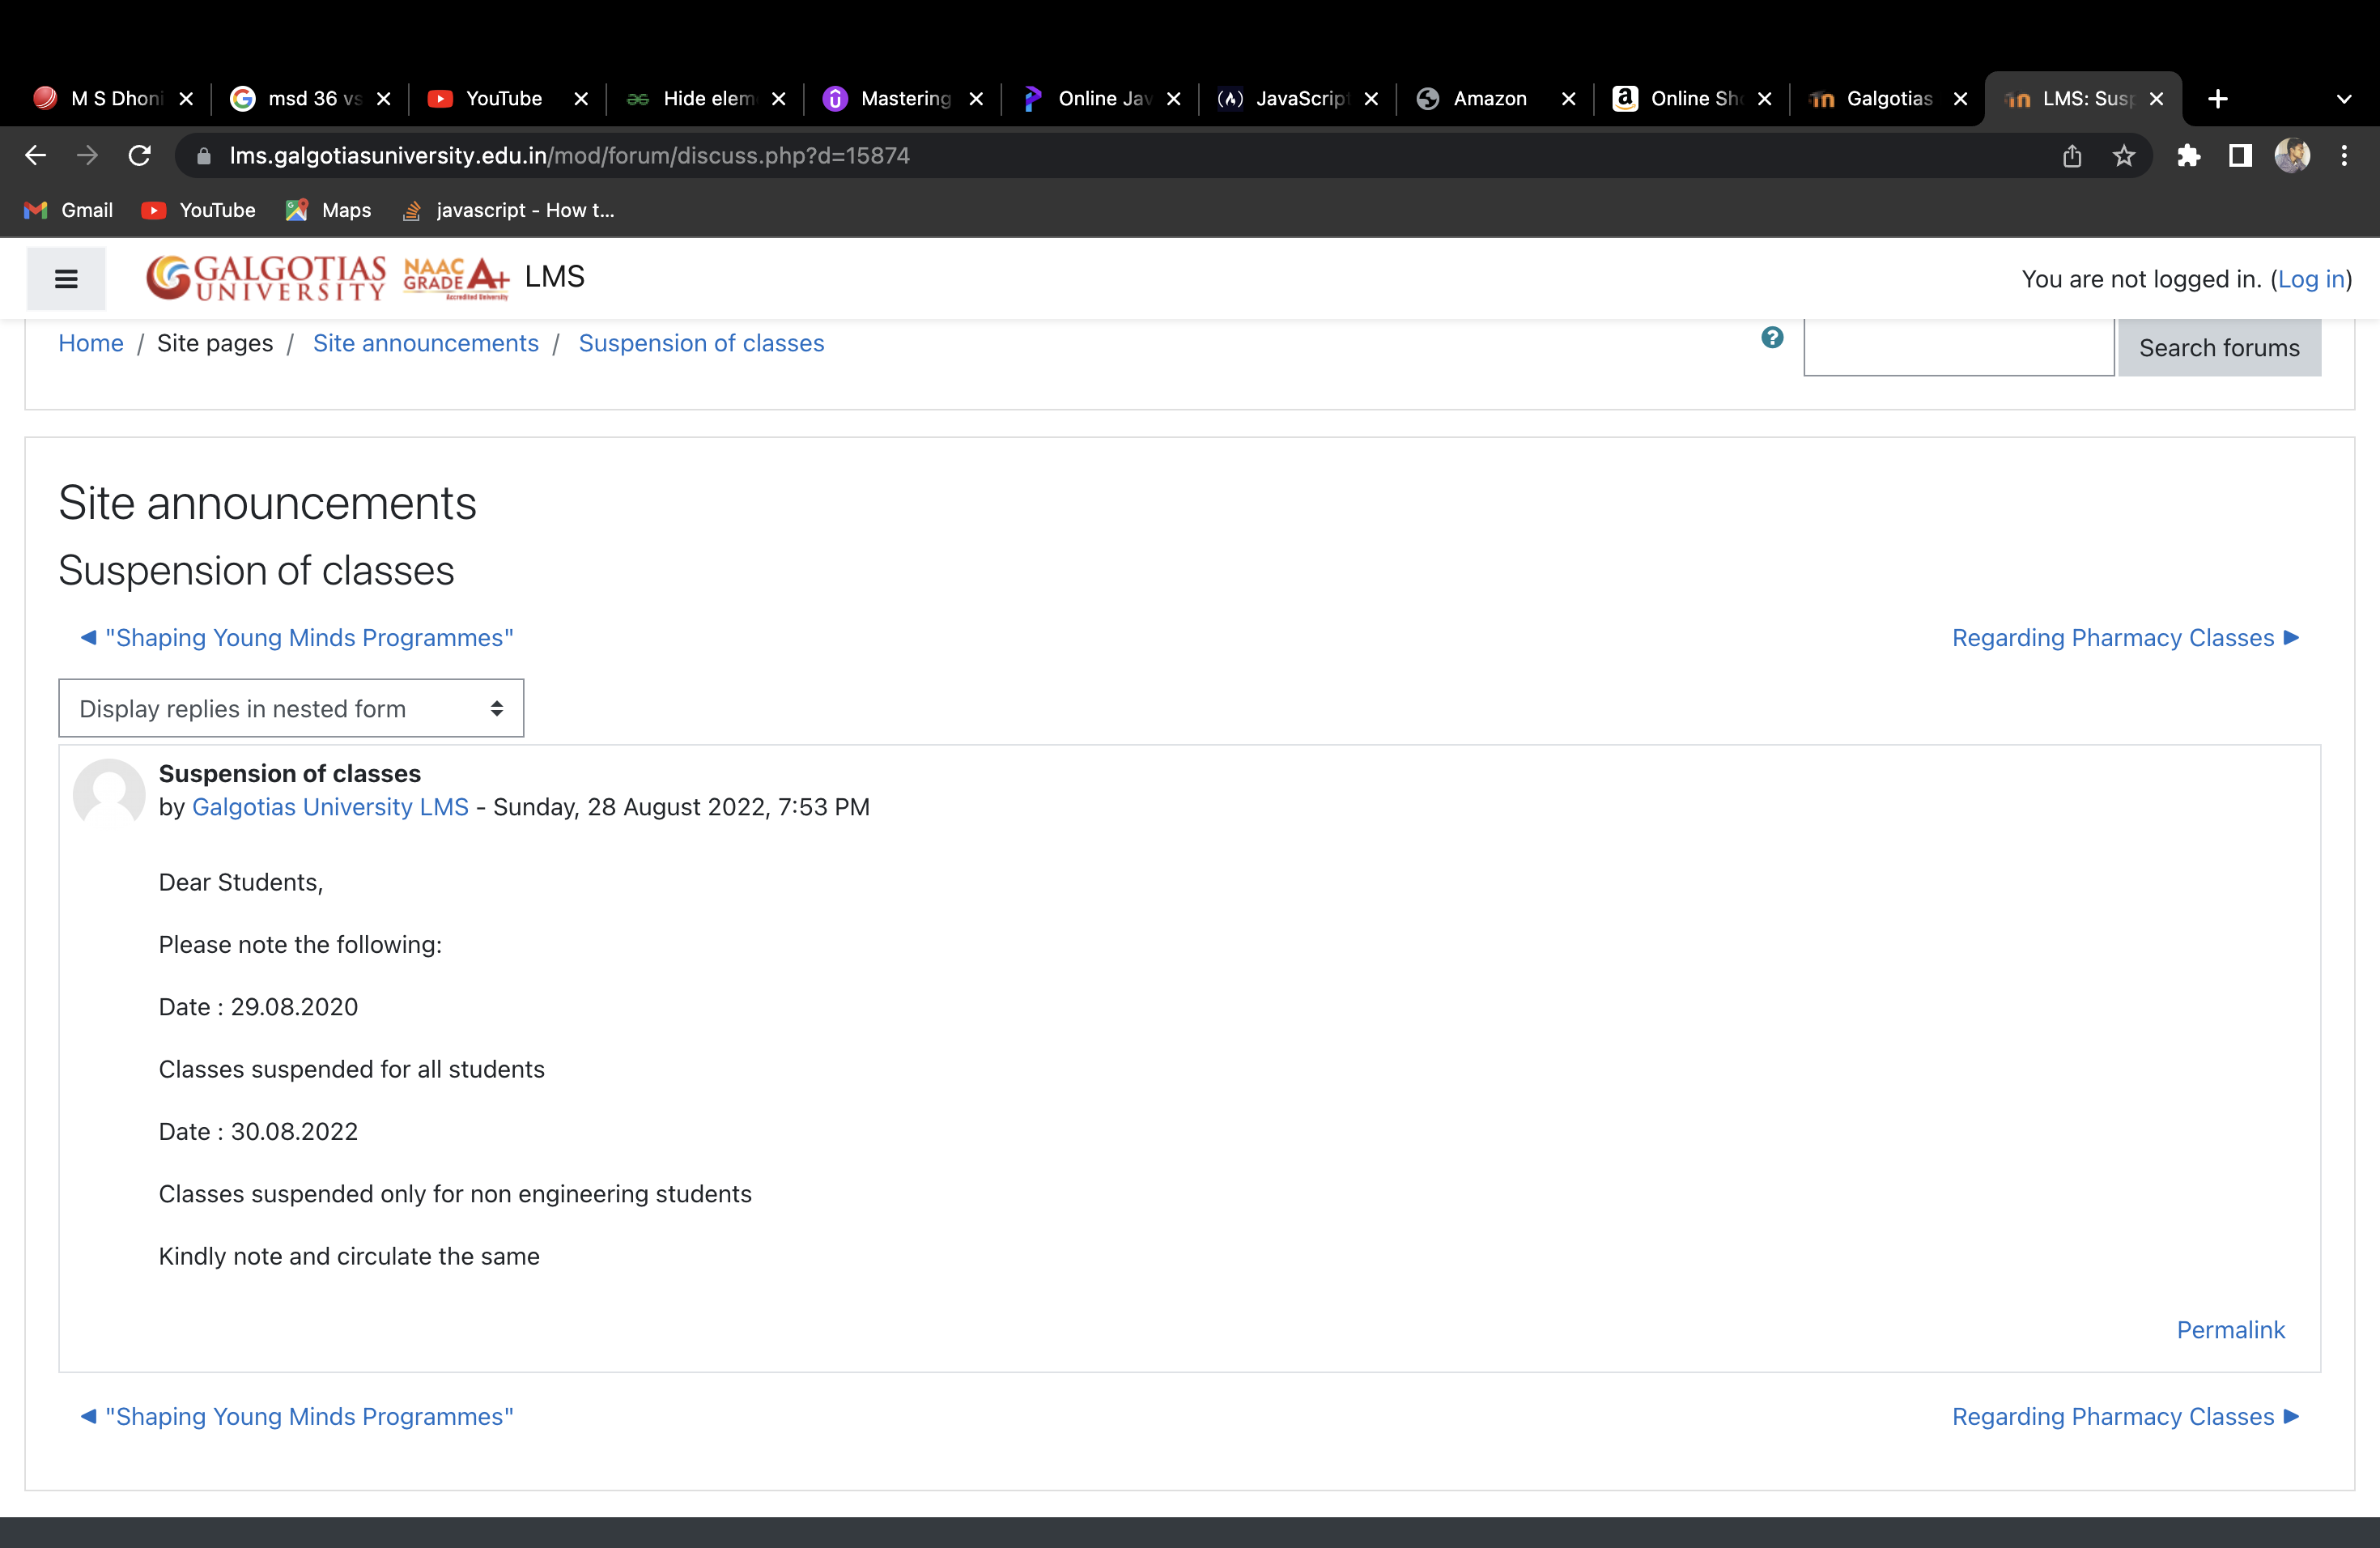 M S Dhoni
msd 36 vs
YouTube
Hide elem
Mastering
Online Jav
JavaScript
Amazon
Online Sho
Galgotias
LMS: Susp
lms.galgotiasuniversity.edu.in/mod/forum/discuss.php?d=15874
Gmail YouTube Maps javascript - How t...
GALGOTIAS UNIVERSITY NAAC GRADE A+ Accredited University LMS
You are not logged in. (Log in)
Home / Site pages / Site announcements / Suspension of classes
Search forums
Site announcements
Suspension of classes
◄ "Shaping Young Minds Programmes"
Regarding Pharmacy Classes ►
Display replies in nested form
Suspension of classes
by Galgotias University LMS - Sunday, 28 August 2022, 7:53 PM
Dear Students,
Please note the following:
Date : 29.08.2020
Classes suspended for all students
Date : 30.08.2022
Classes suspended only for non engineering students
Kindly note and circulate the same
Permalink
◄ "Shaping Young Minds Programmes"
Regarding Pharmacy Classes ►